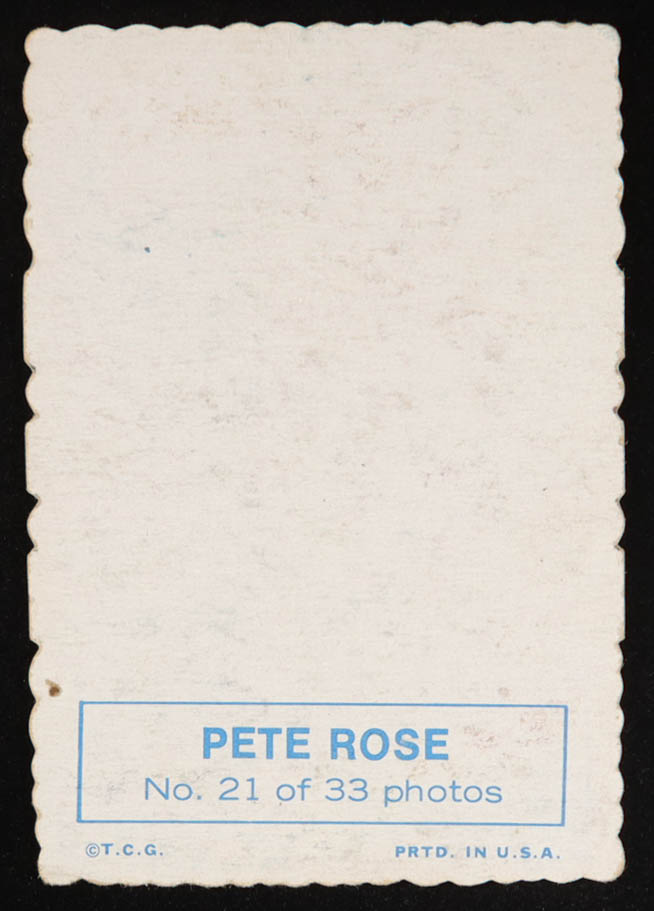 PETE ROSE
No. 21 of 33 photos
©T.C.G. PRTD. IN U.S.A.